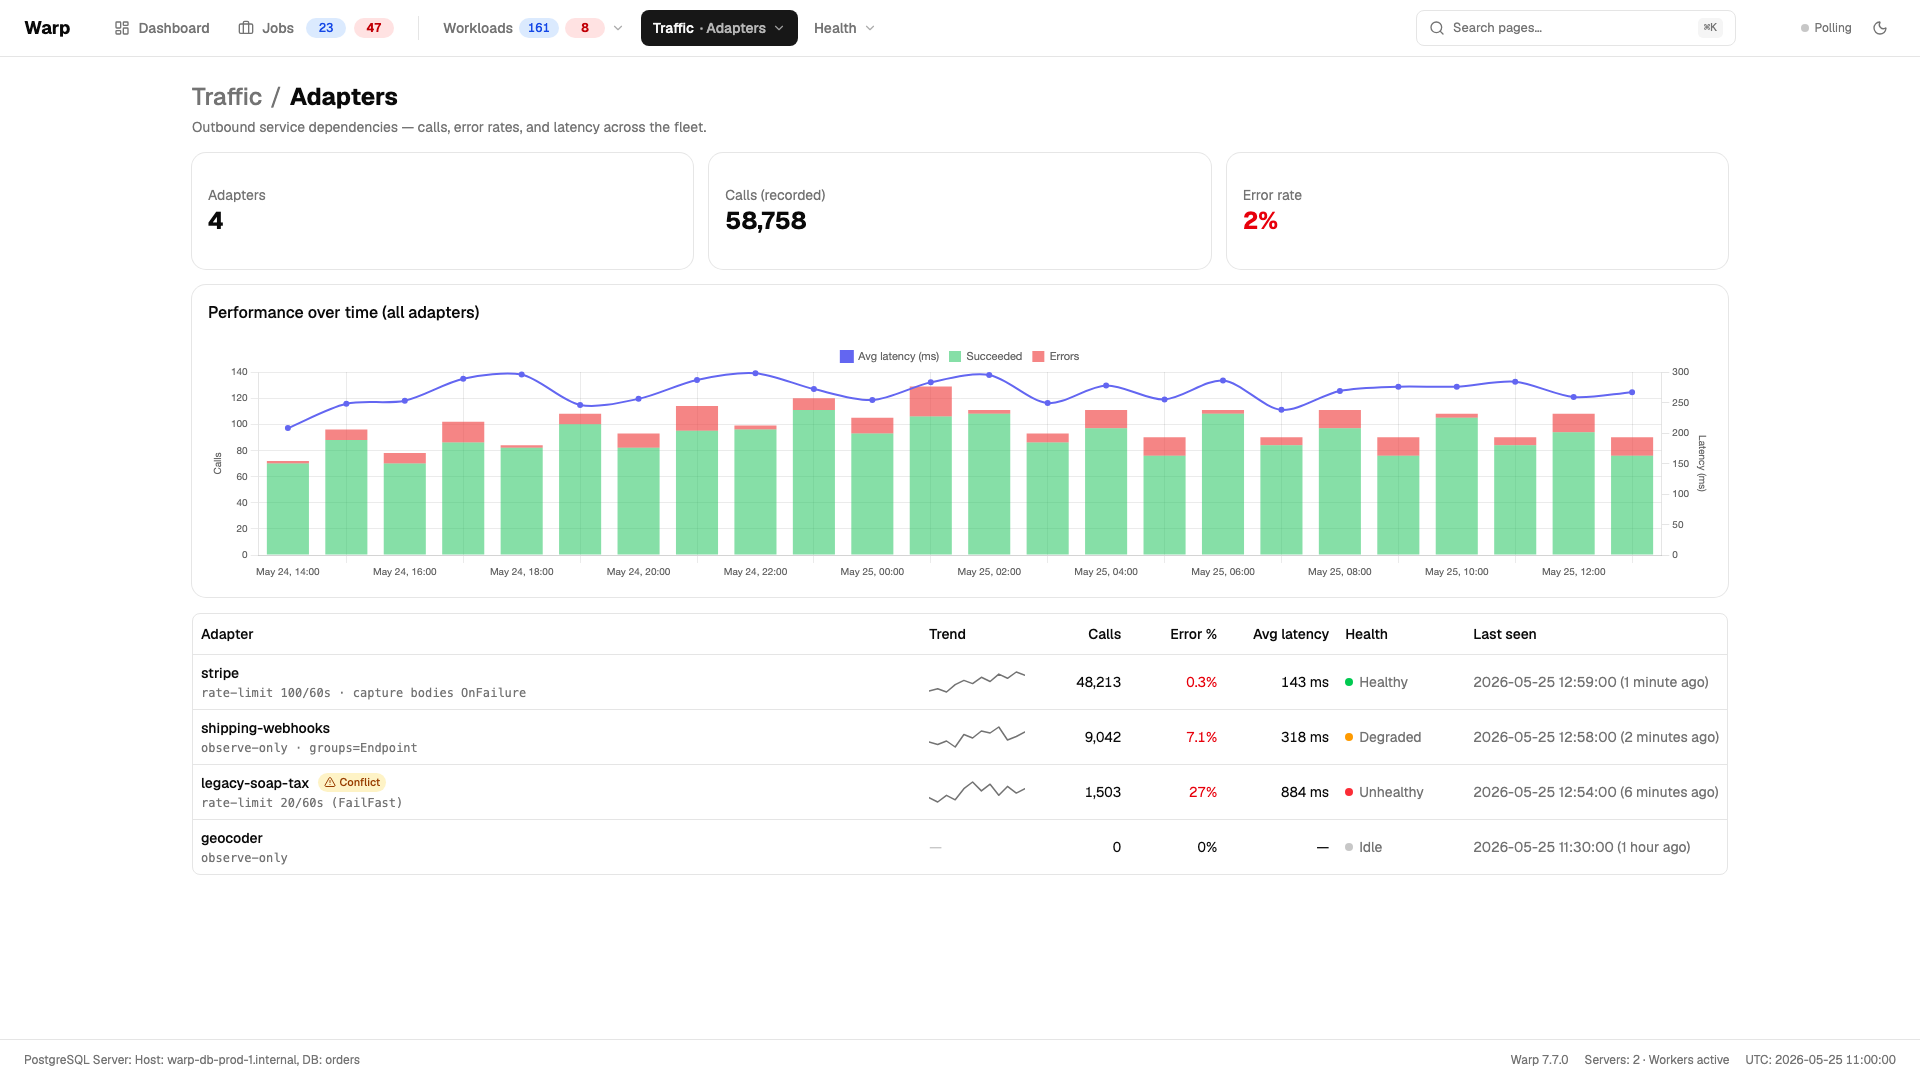 Warp
Dashboard
Jobs 23 47
Workloads 161 8
Traffic · Adapters
Health
Search pages… ⌘K
Polling
Traffic / Adapters
Outbound service dependencies — calls, error rates, and latency across the fleet.
Adapters
4
Calls (recorded)
58,758
Error rate
2%
Performance over time (all adapters)
Avg latency (ms) Succeeded Errors
Calls
140
120
100
80
60
40
20
0
Latency (ms)
300
250
200
150
100
50
0
May 24, 14:00 May 24, 16:00 May 24, 18:00 May 24, 20:00 May 24, 22:00 May 25, 00:00 May 25, 02:00 May 25, 04:00 May 25, 06:00 May 25, 08:00 May 25, 10:00 May 25, 12:00
Adapter Trend Calls Error % Avg latency Health Last seen
stripe 48,213 0.3% 143 ms Healthy 2026-05-25 12:59:00 (1 minute ago)
rate-limit 100/60s · capture bodies OnFailure
shipping-webhooks 9,042 7.1% 318 ms Degraded 2026-05-25 12:58:00 (2 minutes ago)
observe-only · groups=Endpoint
legacy-soap-tax Conflict 1,503 27% 884 ms Unhealthy 2026-05-25 12:54:00 (6 minutes ago)
rate-limit 20/60s (FailFast)
geocoder — 0 0% — Idle 2026-05-25 11:30:00 (1 hour ago)
observe-only
PostgreSQL Server: Host: warp-db-prod-1.internal, DB: orders
Warp 7.7.0 Servers: 2 · Workers active UTC: 2026-05-25 11:00:00